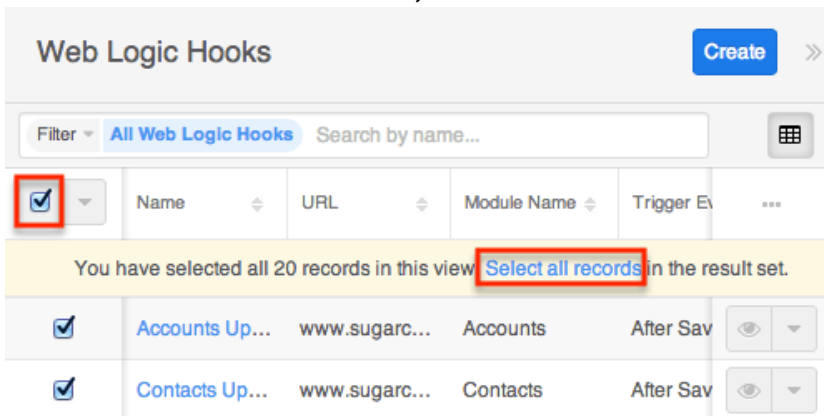 Web Logic Hooks Create
Filter All Web Logic Hooks Search by name...
Name URL Module Name Trigger Ev
You have selected all 20 records in this view Select all records in the result set.
Accounts Up... www.sugarc... Accounts After Sav
Contacts Up... www.sugarc... Contacts After Sav